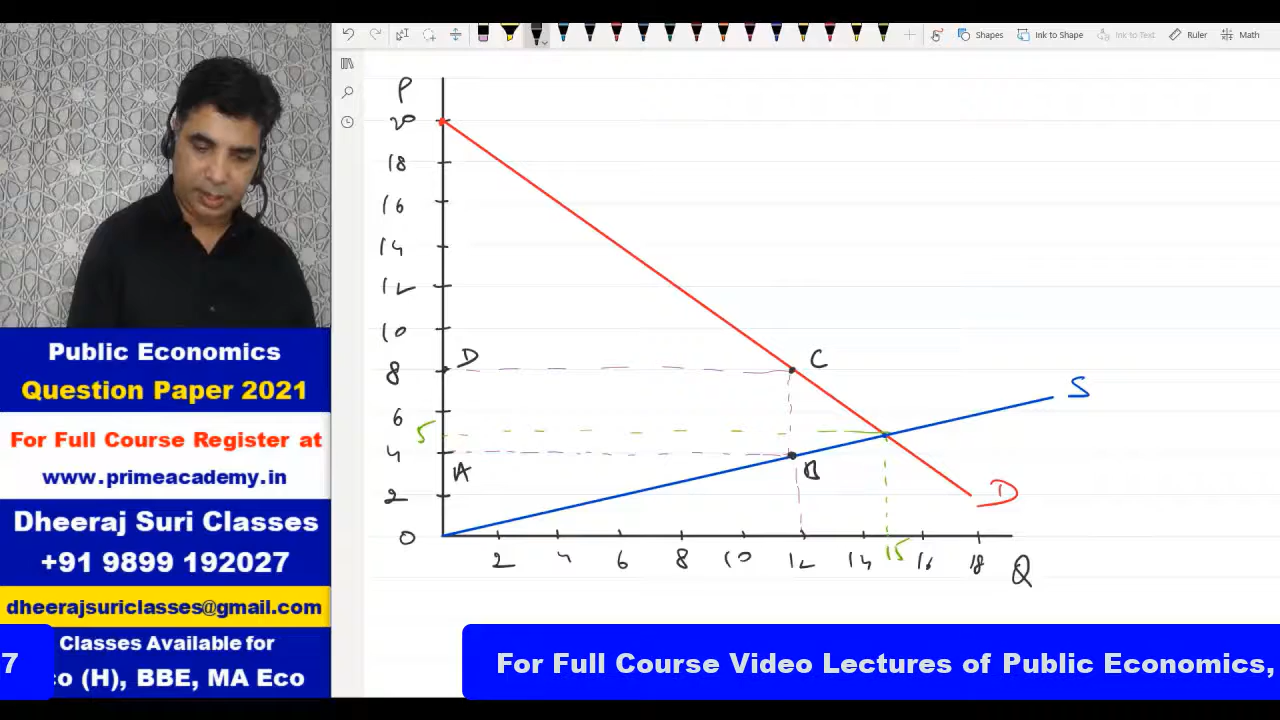 Shapes
Ink to Shape
Ink to Text
Ruler
Math
P
20
18
16
14
12
10
8
6
5
4
2
0
D
C
A
B
S
D
2
4
6
8
10
12
14
15
16
18
Q
Public Economics
Question Paper 2021
For Full Course Register at
www.primeacademy.in
Dheeraj Suri Classes
+91 9899 192027
dheerajsuriclasses@gmail.com
Classes Available for
co (H), BBE, MA Eco
7
For Full Course Video Lectures of Public Economics,